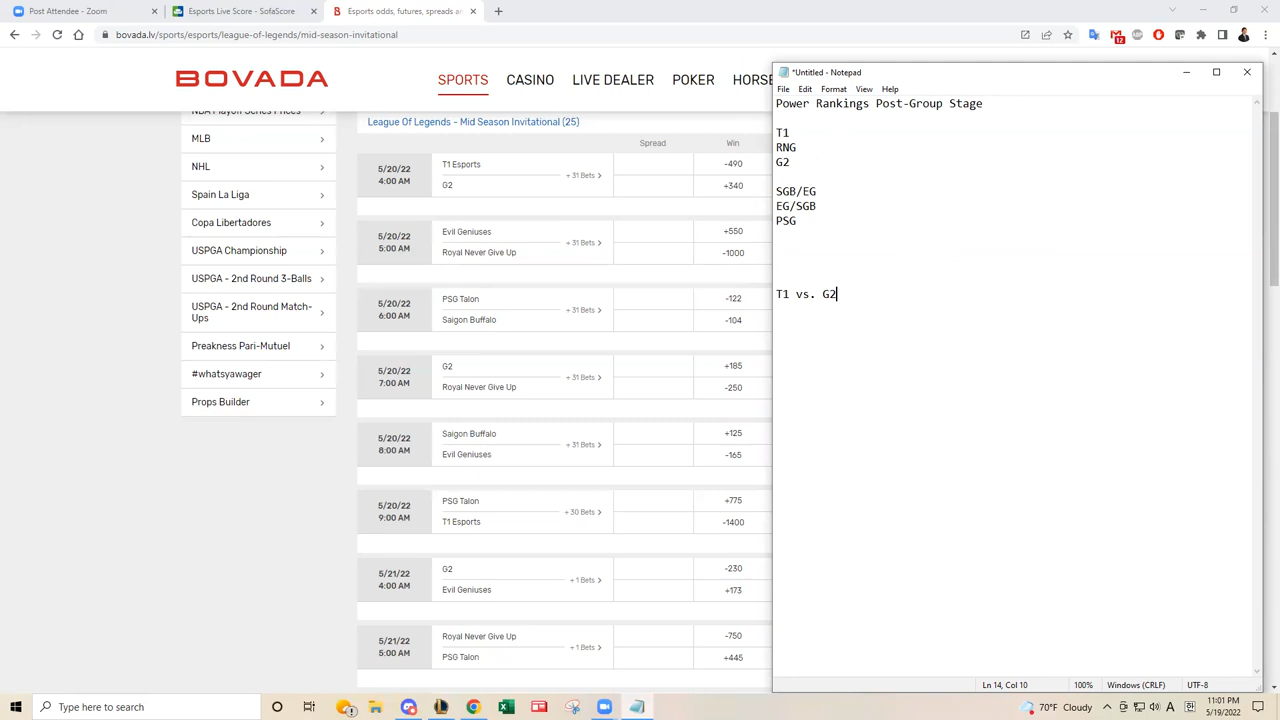 Post Attendee - Zoom
Esports Live Score - SofaScore
Esports odds, futures, spreads an
bovada.lv/sports/esports/league-of-legends/mid-season-invitational
12
BOVADA
SPORTS
CASINO
LIVE DEALER
POKER
HORSE
NBA Playoff Series Prices
MLB
NHL
Spain La Liga
Copa Libertadores
USPGA Championship
USPGA - 2nd Round 3-Balls
USPGA - 2nd Round Match-
Ups
Preakness Pari-Mutuel
#whatsyawager
Props Builder
League Of Legends - Mid Season Invitational (25)
Spread
Win
5/20/22
4:00 AM
T1 Esports
G2
+ 31 Bets
-490
+340
5/20/22
5:00 AM
Evil Geniuses
Royal Never Give Up
+ 31 Bets
+550
-1000
5/20/22
6:00 AM
PSG Talon
Saigon Buffalo
+ 31 Bets
-122
-104
5/20/22
7:00 AM
G2
Royal Never Give Up
+ 31 Bets
+185
-250
5/20/22
8:00 AM
Saigon Buffalo
Evil Geniuses
+ 31 Bets
+125
-165
5/20/22
9:00 AM
PSG Talon
T1 Esports
+ 30 Bets
+775
-1400
5/21/22
4:00 AM
G2
Evil Geniuses
+ 1 Bets
-230
+173
5/21/22
5:00 AM
Royal Never Give Up
PSG Talon
+ 1 Bets
-750
+445
*Untitled - Notepad
File Edit Format View Help
Power Rankings Post-Group Stage
T1
RNG
G2
SGB/EG
EG/SGB
PSG
T1 vs. G2
Ln 14, Col 10
100%
Windows (CRLF)
UTF-8
Type here to search
70°F Cloudy
A
11:01 PM
5/19/2022